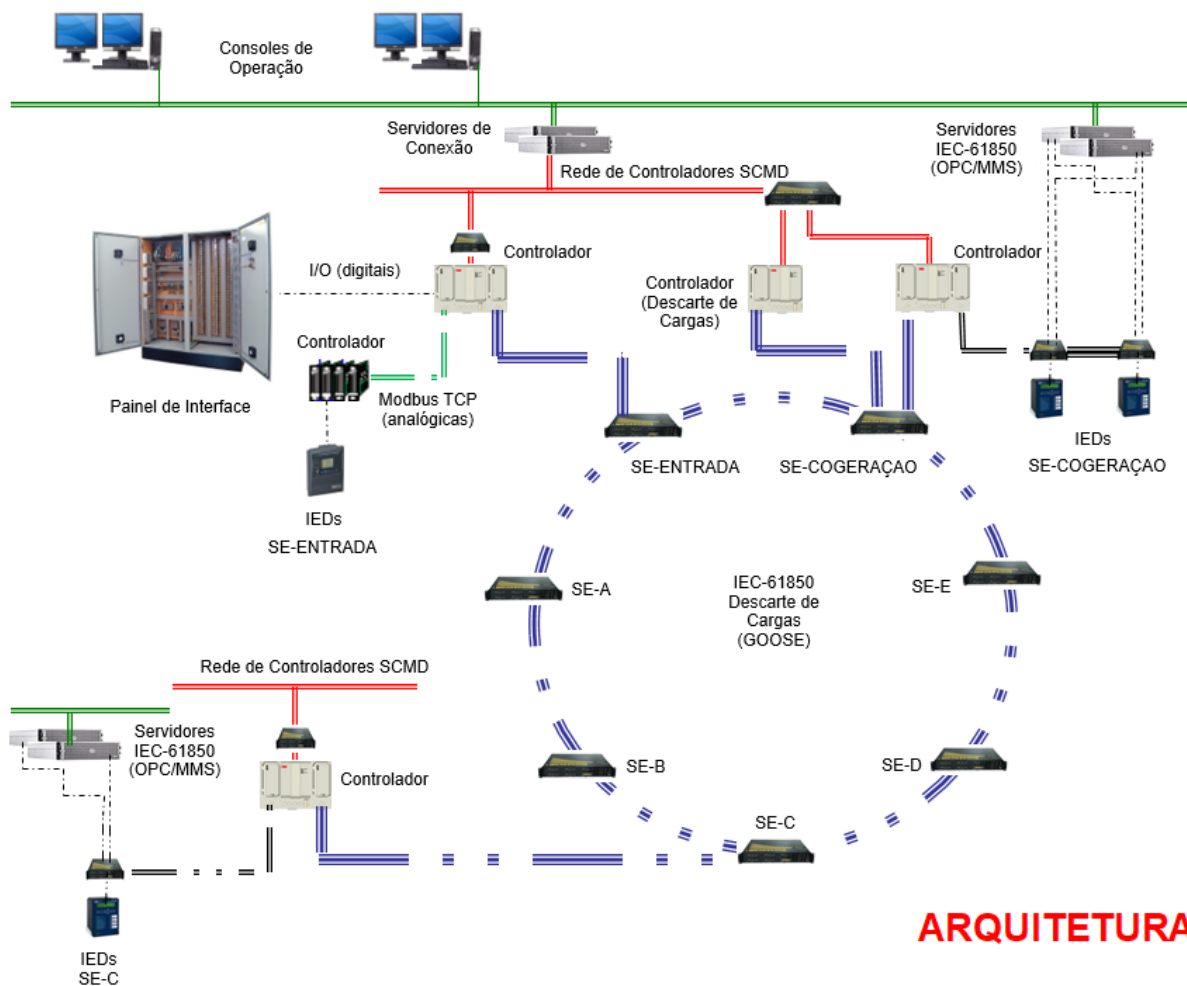 Consoles de
Operação
Servidores de
Conexão
Servidores
IEC-61850
(OPC/MMS)
Rede de Controladores SCMD
Controlador
Controlador
I/O (digitais)
Controlador
(Descarte de
Cargas)
Controlador
Painel de Interface
Modbus TCP
(analógicas)
SE-ENTRADA
SE-COGERAÇAO
IEDs
SE-COGERAÇAO
IEDs
SE-ENTRADA
SE-A
IEC-61850
Descarte de
Cargas
(GOOSE)
SE-E
Rede de Controladores SCMD
Servidores
IEC-61850
(OPC/MMS)
Controlador
SE-B
SE-D
SE-C
ARQUITETURA
IEDs
SE-C